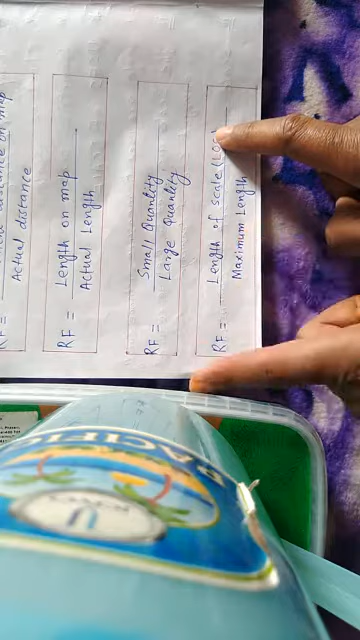 Actual distance
RF = Length on map
Actual Length
RF = Small Quantity
Large Quantity
RF = Length of scale (LO
Maximum Length
PACIFIC